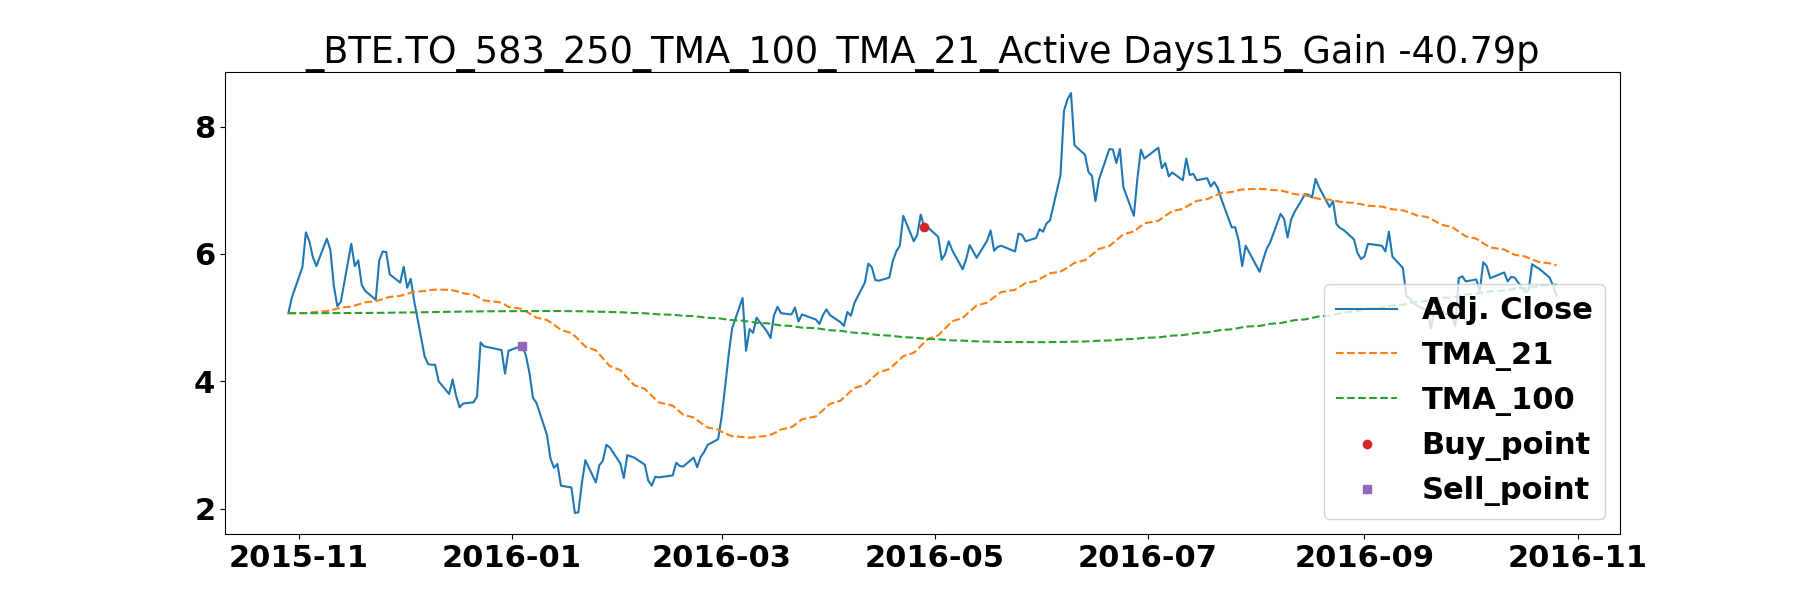 _BTE.TO_583_250_TMA_100_TMA_21_Active Days115_Gain -40.79p
8
6
4
2
Adj. Close
TMA_21
TMA_100
Buy_point
Sell_point
2015-11 2016-01 2016-03 2016-05 2016-07 2016-09 2016-11